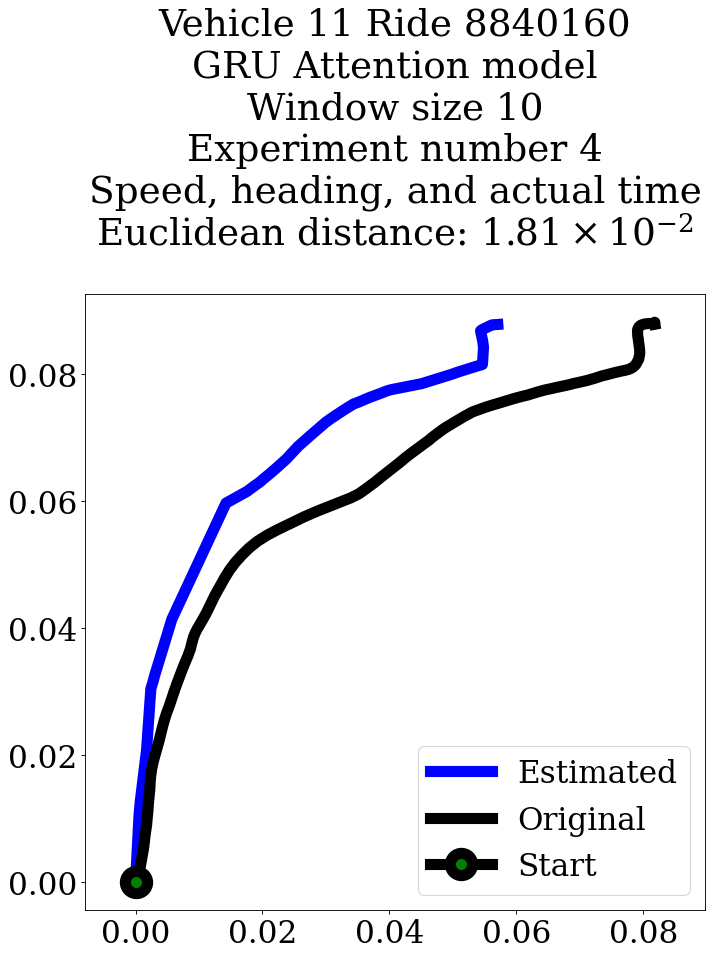 Vehicle 11 Ride 8840160
GRU Attention model
Window size 10
Experiment number 4
Speed, heading, and actual time
Euclidean distance: 1.81 × 10⁻²
0.08
0.06
0.04
0.02
0.00
Estimated
Original
Start
0.00 0.02 0.04 0.06 0.08